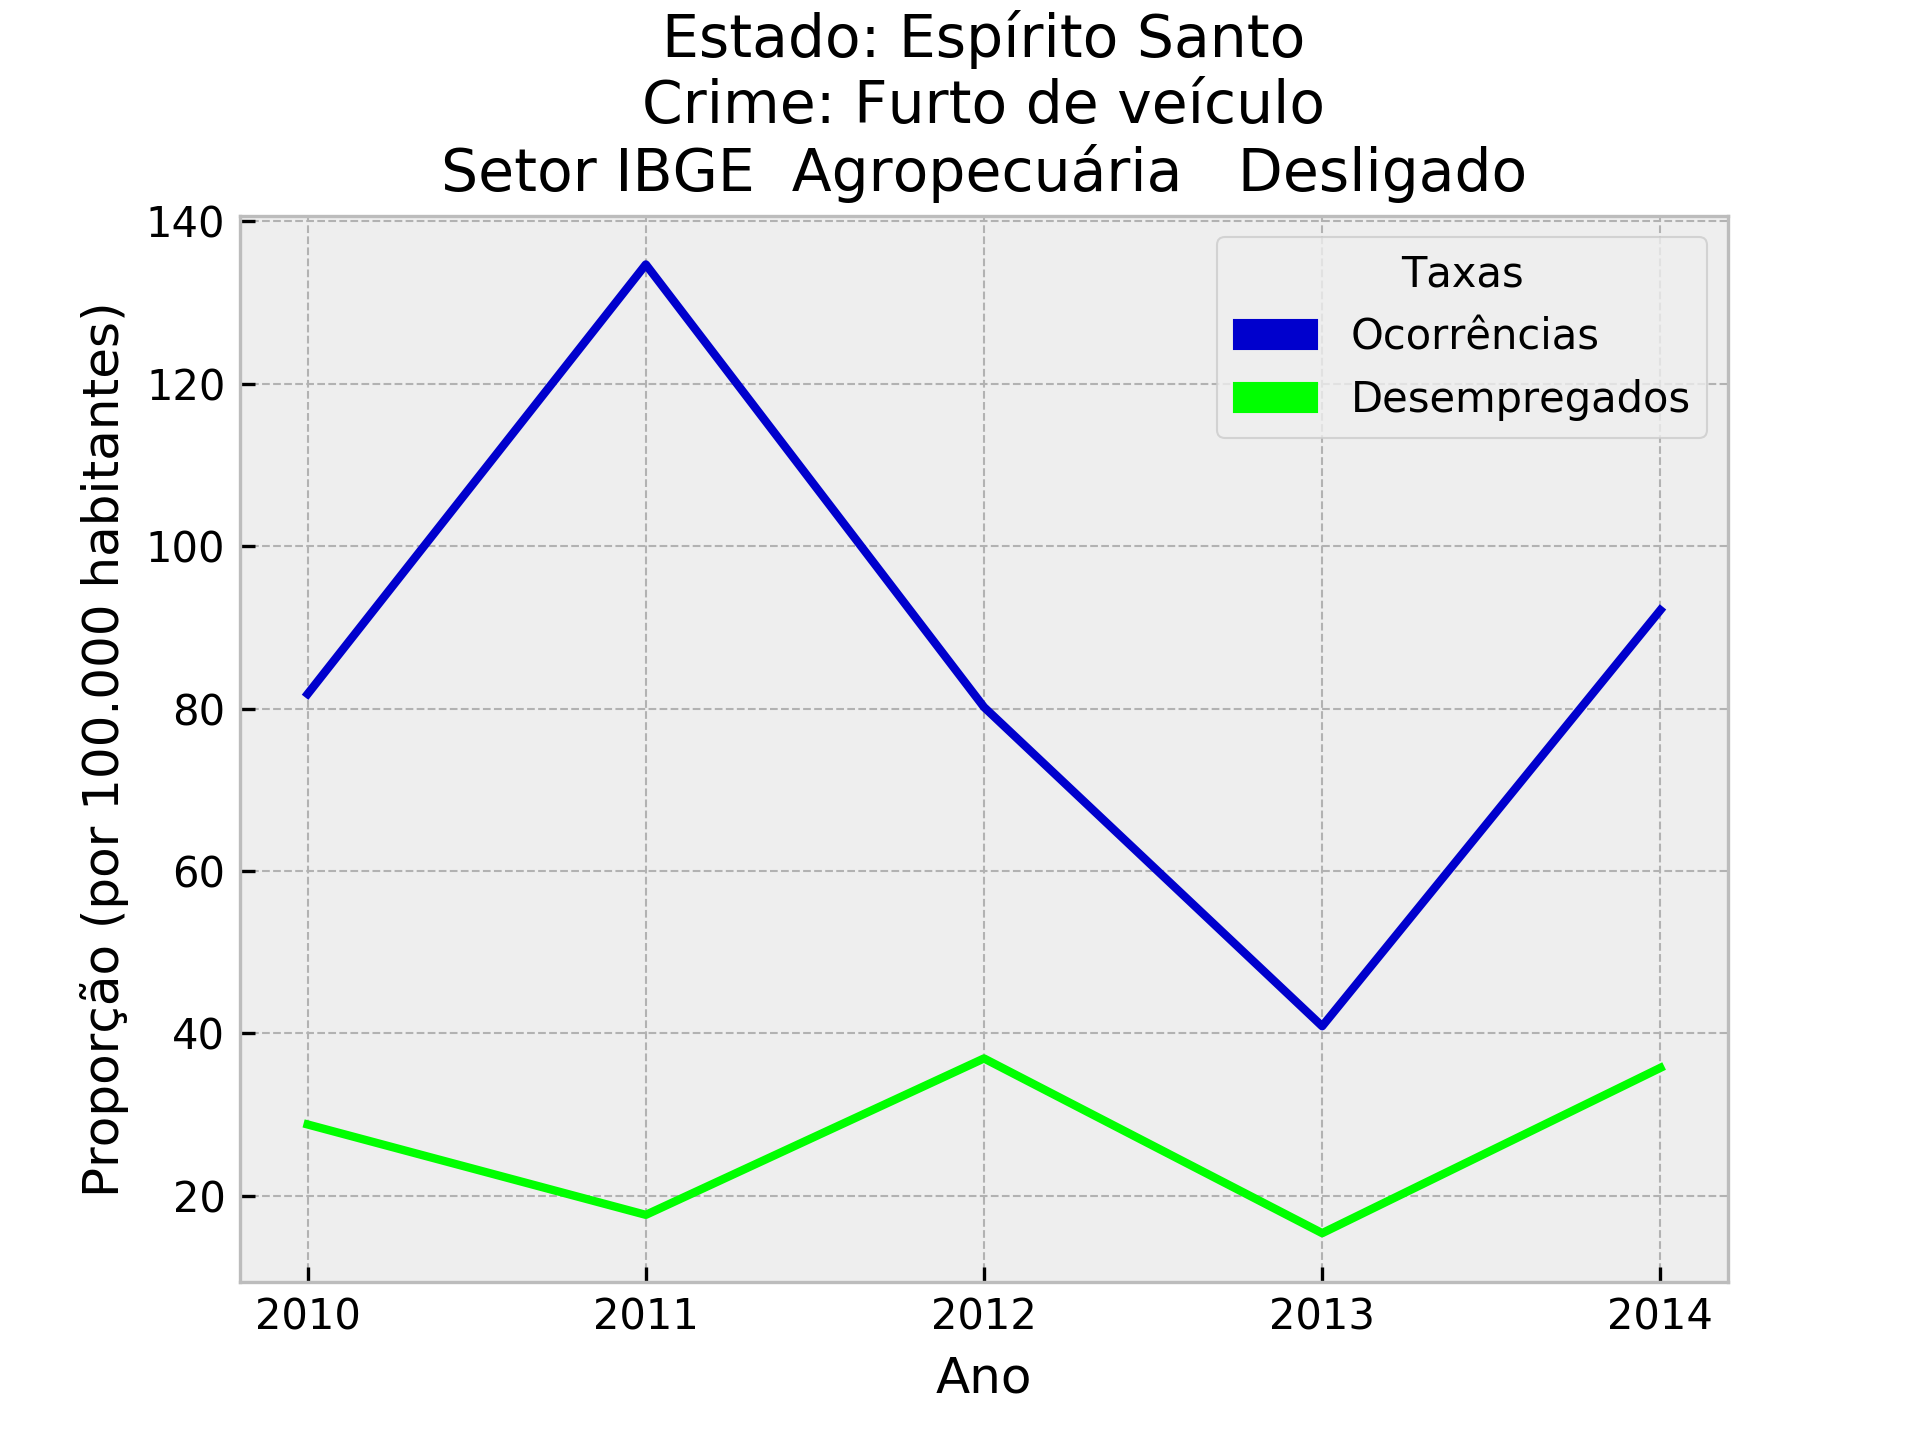 Estado: Espírito Santo
Crime: Furto de veículo
Setor IBGE  Agropecuária   Desligado
Proporção (por 100.000 habitantes)
140
120
100
80
60
40
20
Taxas
Ocorrências
Desempregados
2010 2011 2012 2013 2014
Ano